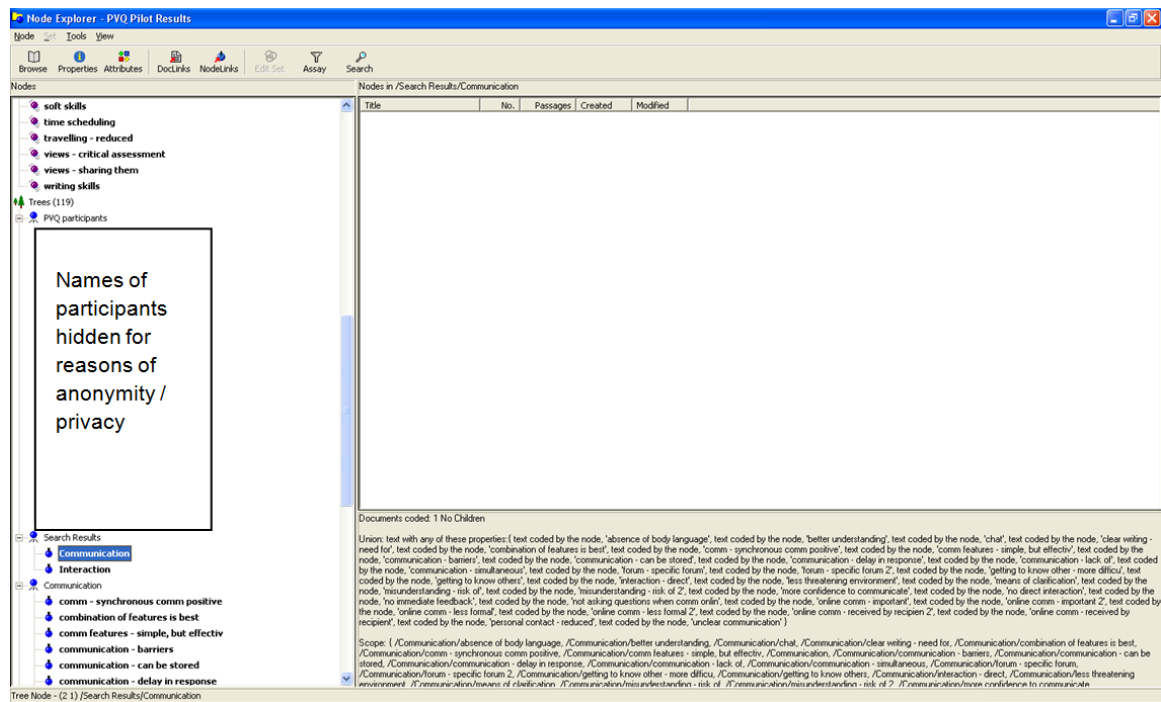 Node Explorer - PVQ Pilot Results
Node Set Tools View
Browse Properties Attributes DocLinks NodeLinks Edit Set Assay Search
Nodes
Nodes in /Search Results/Communication
soft skills
time scheduling
travelling - reduced
views - critical assessment
views - sharing them
writing skills
Trees (119)
PVQ participants
Names of
participants
hidden for
reasons of
anonymity /
privacy
Search Results
Communication
Interaction
Communication
comm - synchronous comm positive
combination of features is best
comm features - simple, but effectiv
communication - barriers
communication - can be stored
communication - delay in response
Title No. Passages Created Modified
Documents coded: 1 No Children
Union: text with any of these properties:{ text coded by the node, 'absence of body language', text coded by the node, 'better understanding', text coded by the node, 'chat', text coded by the node, 'clear writing -
need for', text coded by the node, 'combination of features is best', text coded by the node, 'comm - synchronous comm positive', text coded by the node, 'comm features - simple, but effectiv', text coded by the
node, 'communication - barriers', text coded by the node, 'communication - can be stored', text coded by the node, 'communication - delay in response', text coded by the node, 'communication - lack of', text coded
by the node, 'communication - simultaneous', text coded by the node, 'forum - specific forum', text coded by the node, 'forum - specific forum 2', text coded by the node, 'getting to know other - more difficu', text
coded by the node, 'getting to know others', text coded by the node, 'interaction - direct', text coded by the node, 'less threatening environment', text coded by the node, 'means of clarification', text coded by the
node, 'misunderstanding - risk of', text coded by the node, 'misunderstanding - risk of 2', text coded by the node, 'more confidence to communicate', text coded by the node, 'no direct interaction', text coded by the
node, 'no immediate feedback', text coded by the node, 'not asking questions when comm onlin', text coded by the node, 'online comm - important', text coded by the node, 'online comm - important 2', text coded by
the node, 'online comm - less formal', text coded by the node, 'online comm - less formal 2', text coded by the node, 'online comm - received by recipien 2', text coded by the node, 'online comm - received by
recipient', text coded by the node, 'personal contact - reduced', text coded by the node, 'unclear communication' }
Scope: { /Communication/absence of body language, /Communication/better understanding, /Communication/chat, /Communication/clear writing - need for, /Communication/combination of features is best,
/Communication/comm - synchronous comm positive, /Communication/comm features - simple, but effectiv, /Communication, /Communication/communication - barriers, /Communication/communication - can be
stored, /Communication/communication - delay in response, /Communication/communication - lack of, /Communication/communication - simultaneous, /Communication/forum - specific forum,
/Communication/forum - specific forum 2, /Communication/getting to know other - more difficu, /Communication/getting to know others, /Communication/interaction - direct, /Communication/less threatening
environment, /Communication/means of clarification, /Communication/misunderstanding - risk of, /Communication/misunderstanding - risk of 2, /Communication/more confidence to communicate
Tree Node - (2 1) /Search Results/Communication